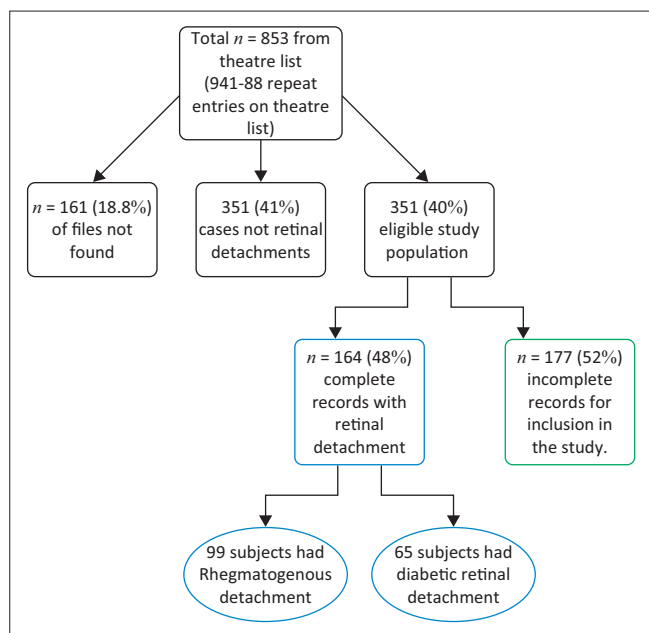 Total n = 853 from
theatre list
(941-88 repeat
entries on theatre
list)
n = 161 (18.8%)
of files not
found
351 (41%)
cases not retinal
detachments
351 (40%)
eligible study
population
n = 164 (48%)
complete
records with
retinal
detachment
n = 177 (52%)
incomplete
records for
inclusion in
the study.
99 subjects had
Rhegmatogenous
detachment
65 subjects had
diabetic retinal
detachment